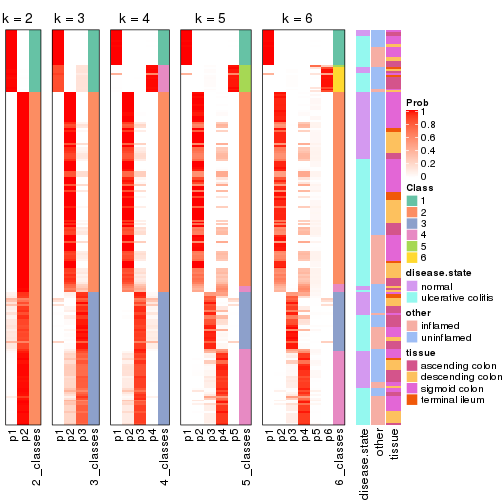 k = 2
k = 3
k = 4
k = 5
k = 6
p1
p2
2_classes
p1
p2
p3
3_classes
p1
p2
p3
p4
4_classes
p1
p2
p3
p4
p5
5_classes
p1
p2
p3
p4
p5
p6
6_classes
disease.state
other
tissue
Prob
1
0.8
0.6
0.4
0.2
0
Class
1
2
3
4
5
6
disease.state
normal
ulcerative colitis
other
inflamed
uninflamed
tissue
ascending colon
descending colon
sigmoid colon
terminal ileum